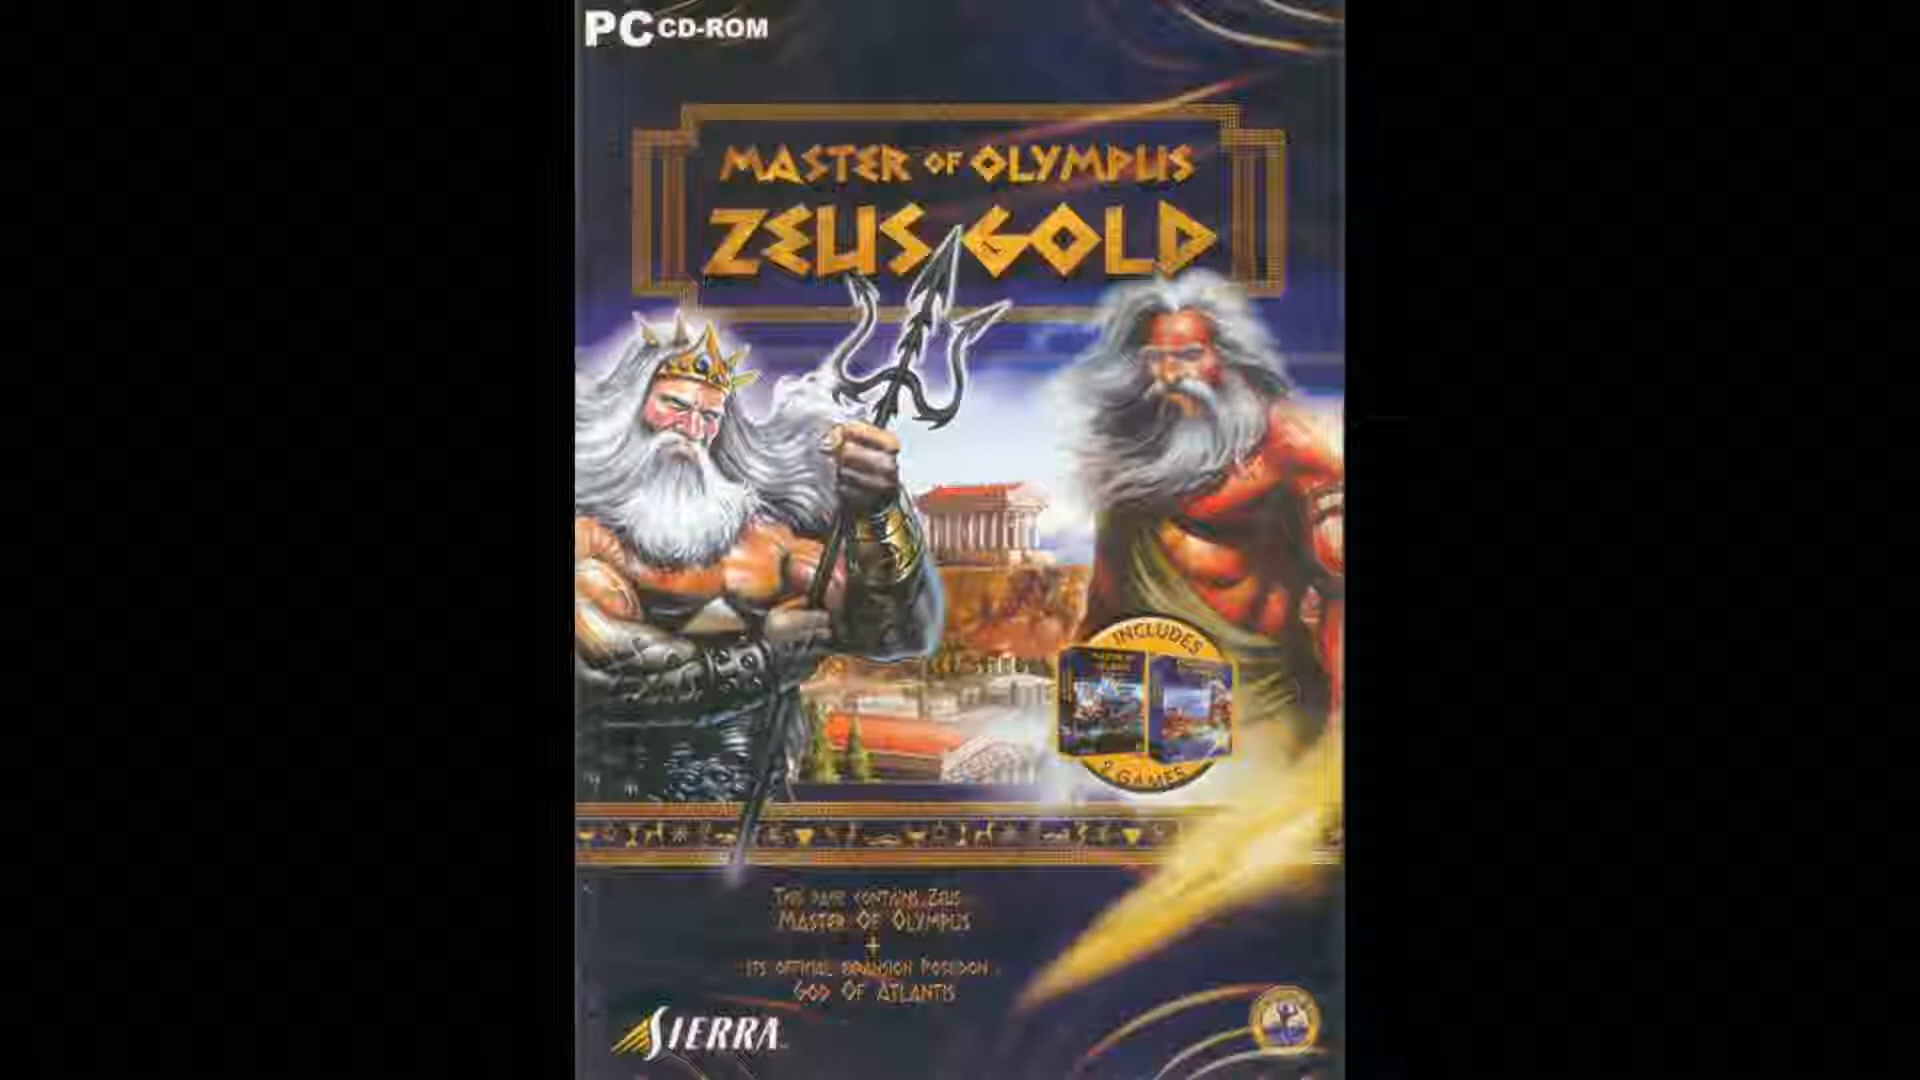 PC CD-ROM
MASTER OF OLYMPUS
ZEUS GOLD
INCLUDES
2 GAMES
THIS PACK CONTAINS ZEUS
MASTER OF OLYMPUS
+
ITS OFFICIAL EXPANSION POSEIDON
GOD OF ATLANTIS
SIERRA